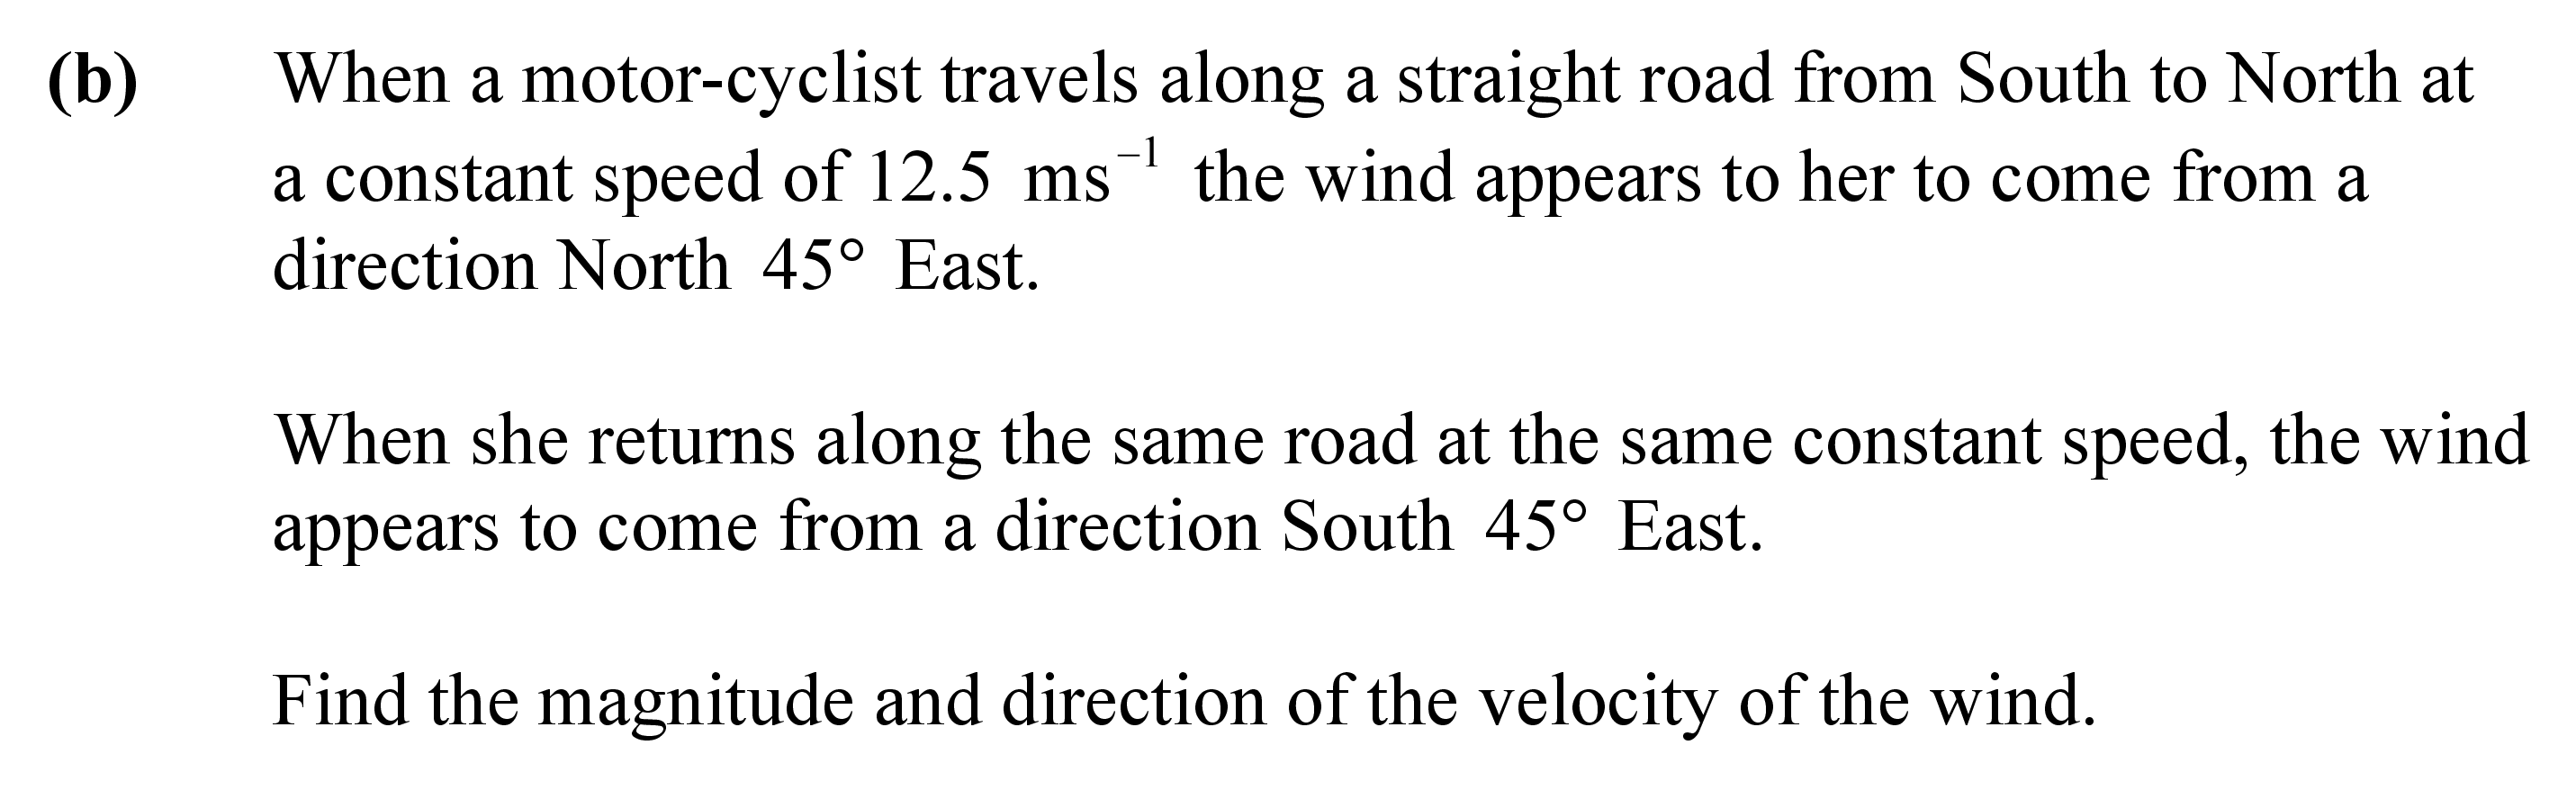 (b) When a motor-cyclist travels along a straight road from South to North at
a constant speed of 12.5 ms⁻¹ the wind appears to her to come from a
direction North 45° East.
When she returns along the same road at the same constant speed, the wind
appears to come from a direction South 45° East.
Find the magnitude and direction of the velocity of the wind.